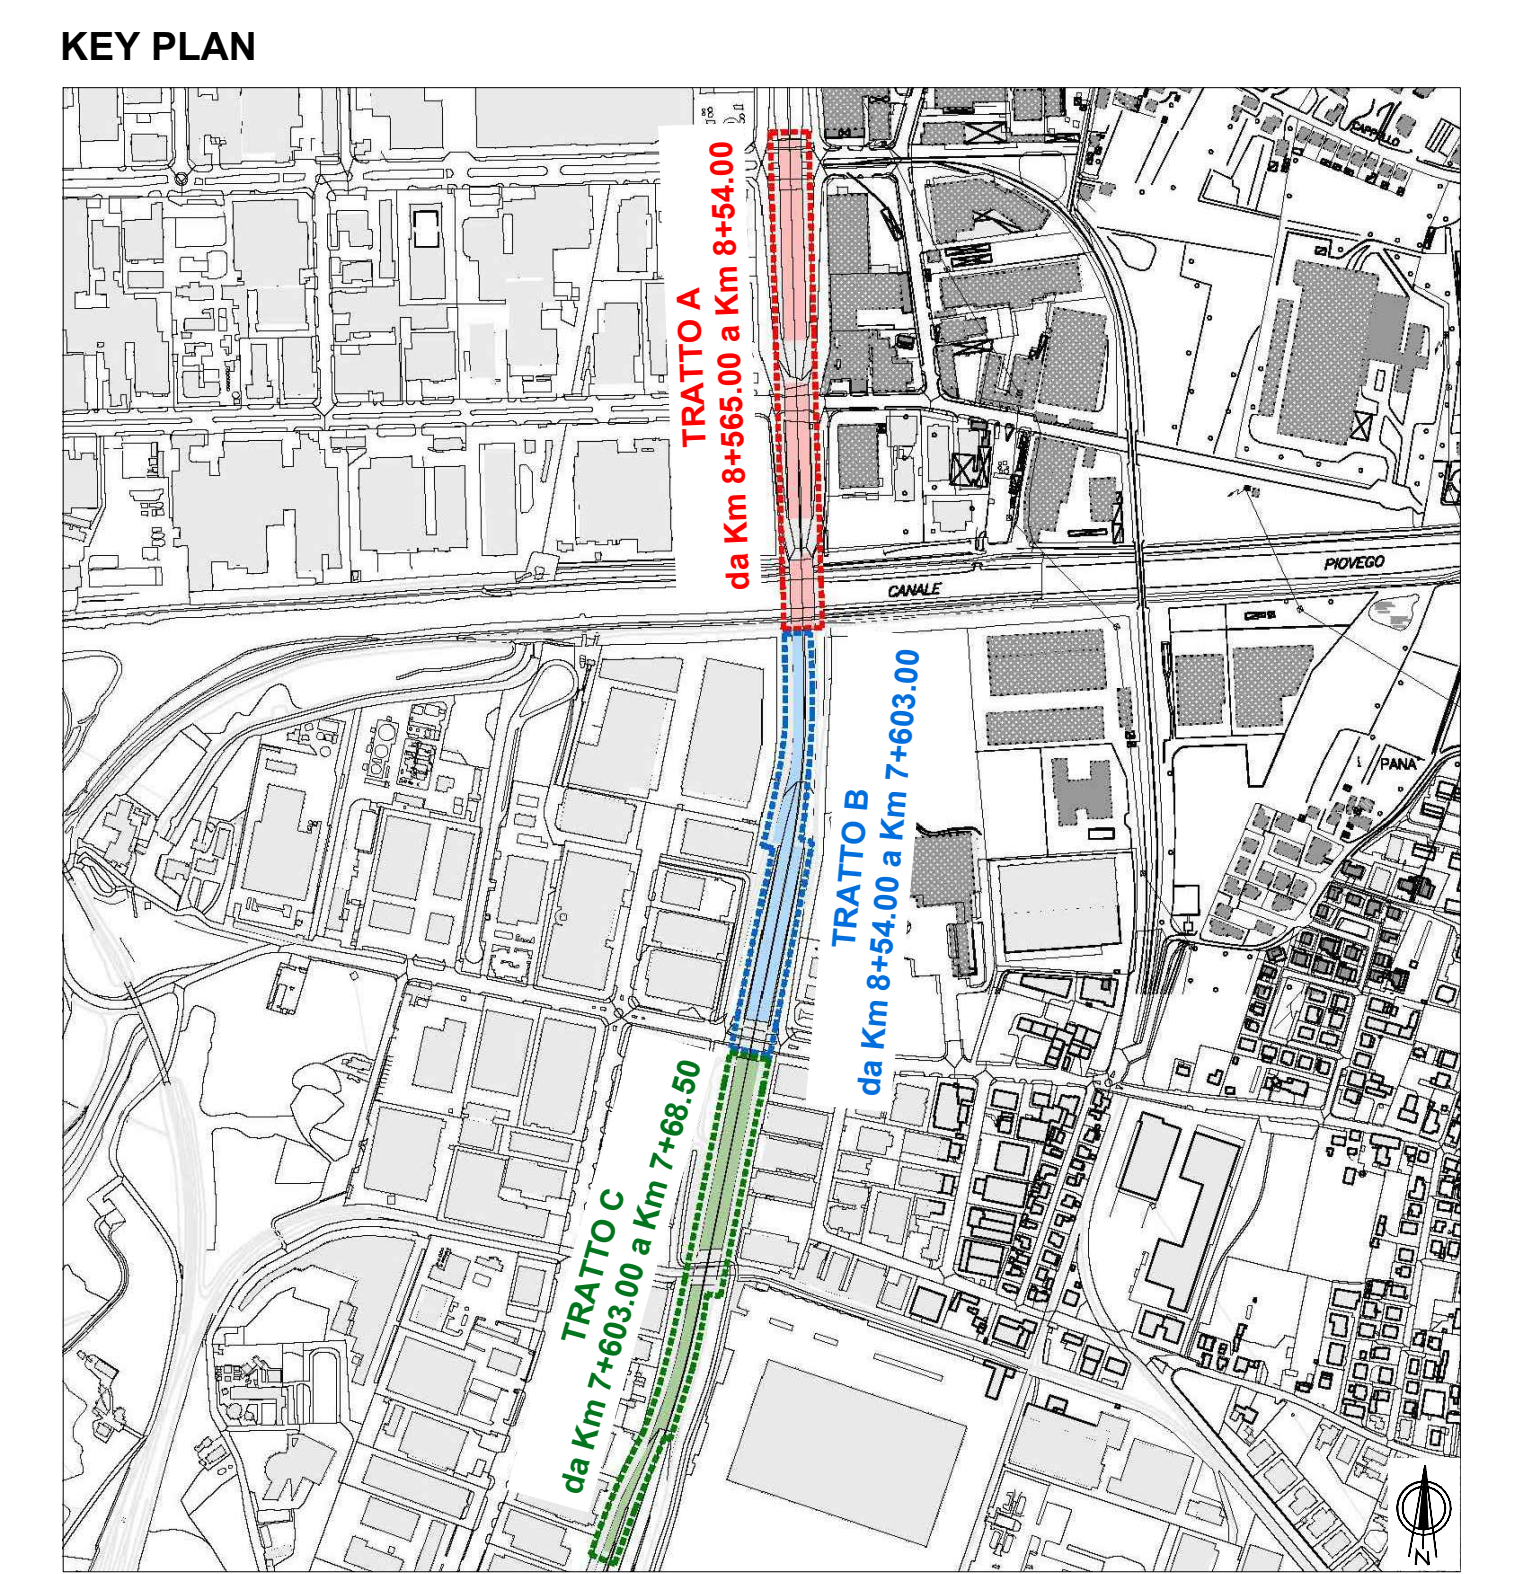 KEY PLAN
CAPPELLO
TRATTO A
da Km 8+565.00 a Km 8+54.00
PIOVEGO
CANALE
TRATTO B
da Km 8+54.00 a Km 7+603.00
PANA'
TRATTO C
da Km 7+603.00 a Km 7+68.50
N